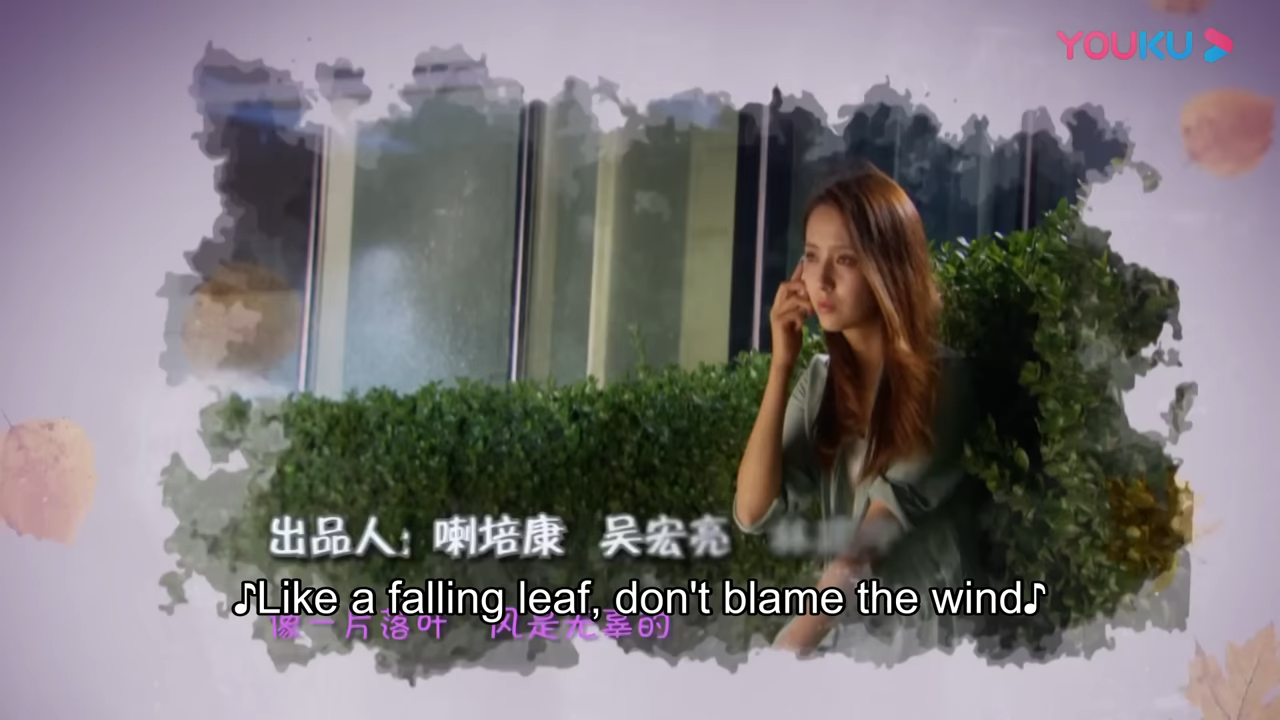 YOUKU
出品人: 喇培康 吴宏亮
♪Like a falling leaf, don't blame the wind♪
像一片落叶 风是无辜的